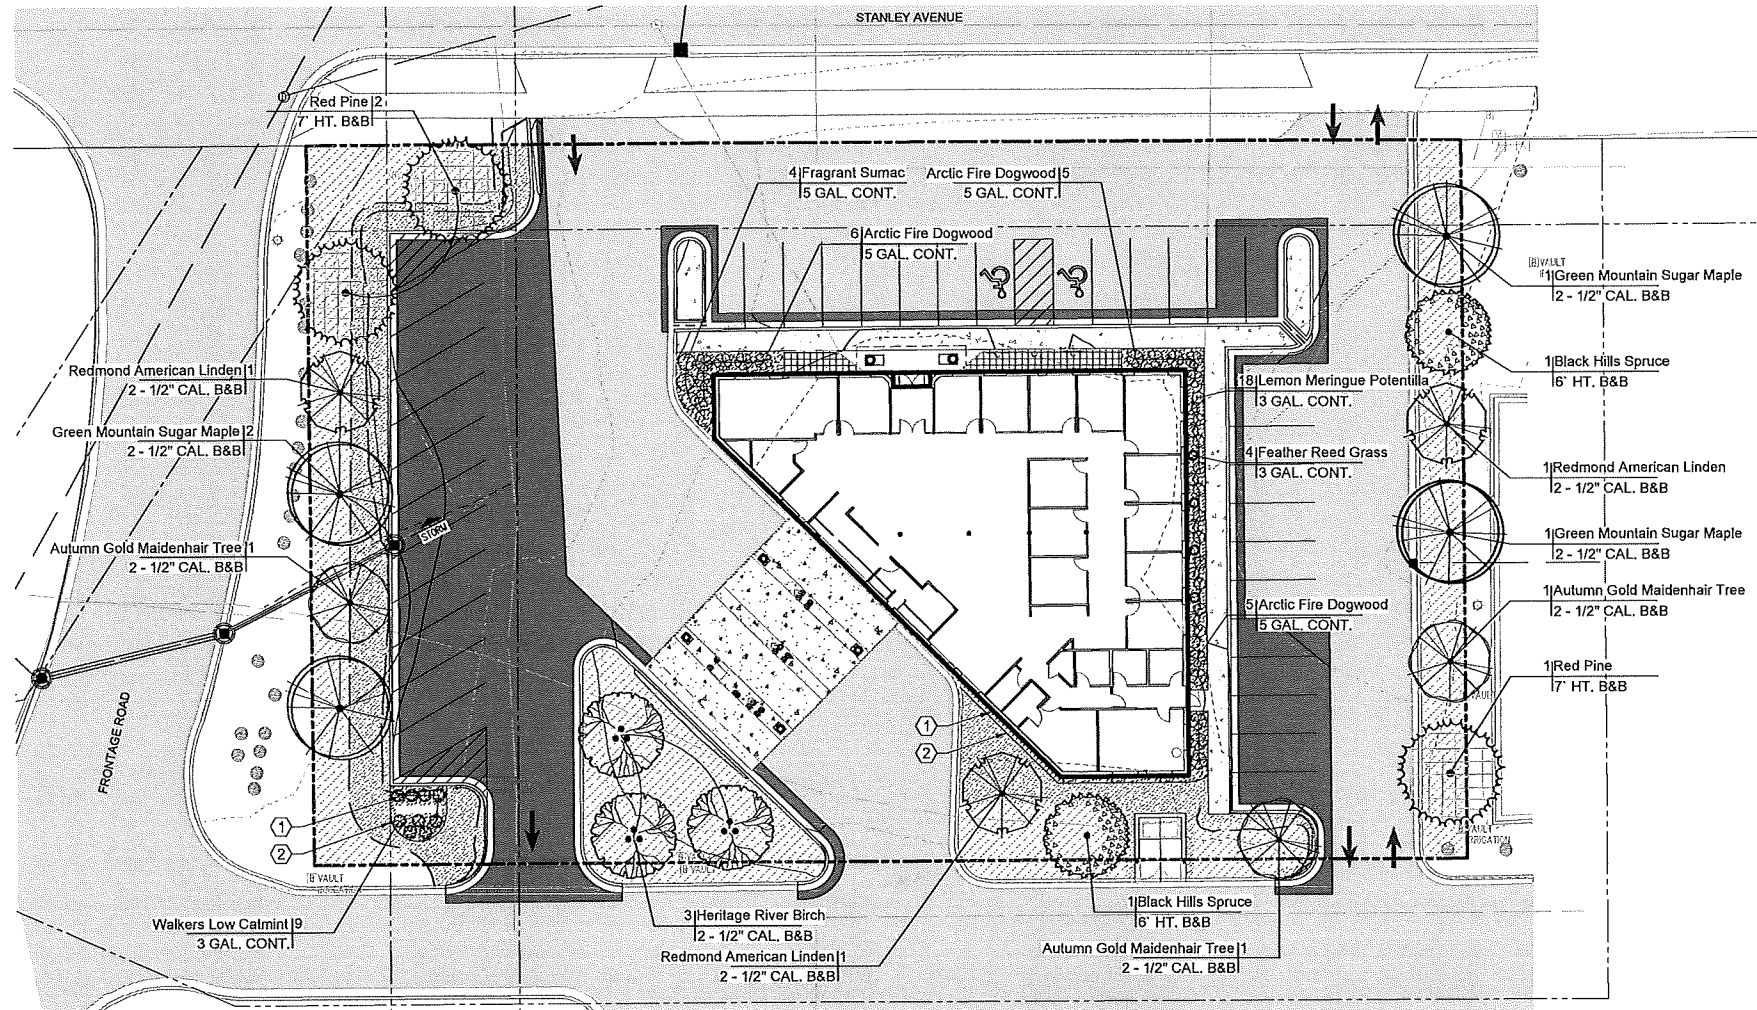 STANLEY AVENUE
Red Pine 2
7' HT. B&B
4 Fragrant Sumac
5 GAL. CONT.
Arctic Fire Dogwood 5
5 GAL. CONT.
6 Arctic Fire Dogwood
5 GAL. CONT.
VAULT
1 Green Mountain Sugar Maple
2 - 1/2" CAL. B&B
Redmond American Linden 1
2 - 1/2" CAL. B&B
1 Black Hills Spruce
6' HT. B&B
18 Lemon Meringue Potentilla
3 GAL. CONT.
Green Mountain Sugar Maple 2
2 - 1/2" CAL. B&B
4 Feather Reed Grass
3 GAL. CONT.
1 Redmond American Linden
2 - 1/2" CAL. B&B
STORM
1 Green Mountain Sugar Maple
2 - 1/2" CAL. B&B
Autumn Gold Maidenhair Tree 1
2 - 1/2" CAL. B&B
1 Autumn Gold Maidenhair Tree
2 - 1/2" CAL. B&B
5 Arctic Fire Dogwood
5 GAL. CONT.
1 Red Pine
7' HT. B&B
VAULT
FRONTAGE ROAD
1
2
1
2
VAULT
IRRIGATION
VAULT
IRRIGATION
VAULT
Walkers Low Catmint 9
3 GAL. CONT.
3 Heritage River Birch
2 - 1/2" CAL. B&B
1 Black Hills Spruce
6' HT. B&B
Redmond American Linden 1
2 - 1/2" CAL. B&B
Autumn Gold Maidenhair Tree 1
2 - 1/2" CAL. B&B